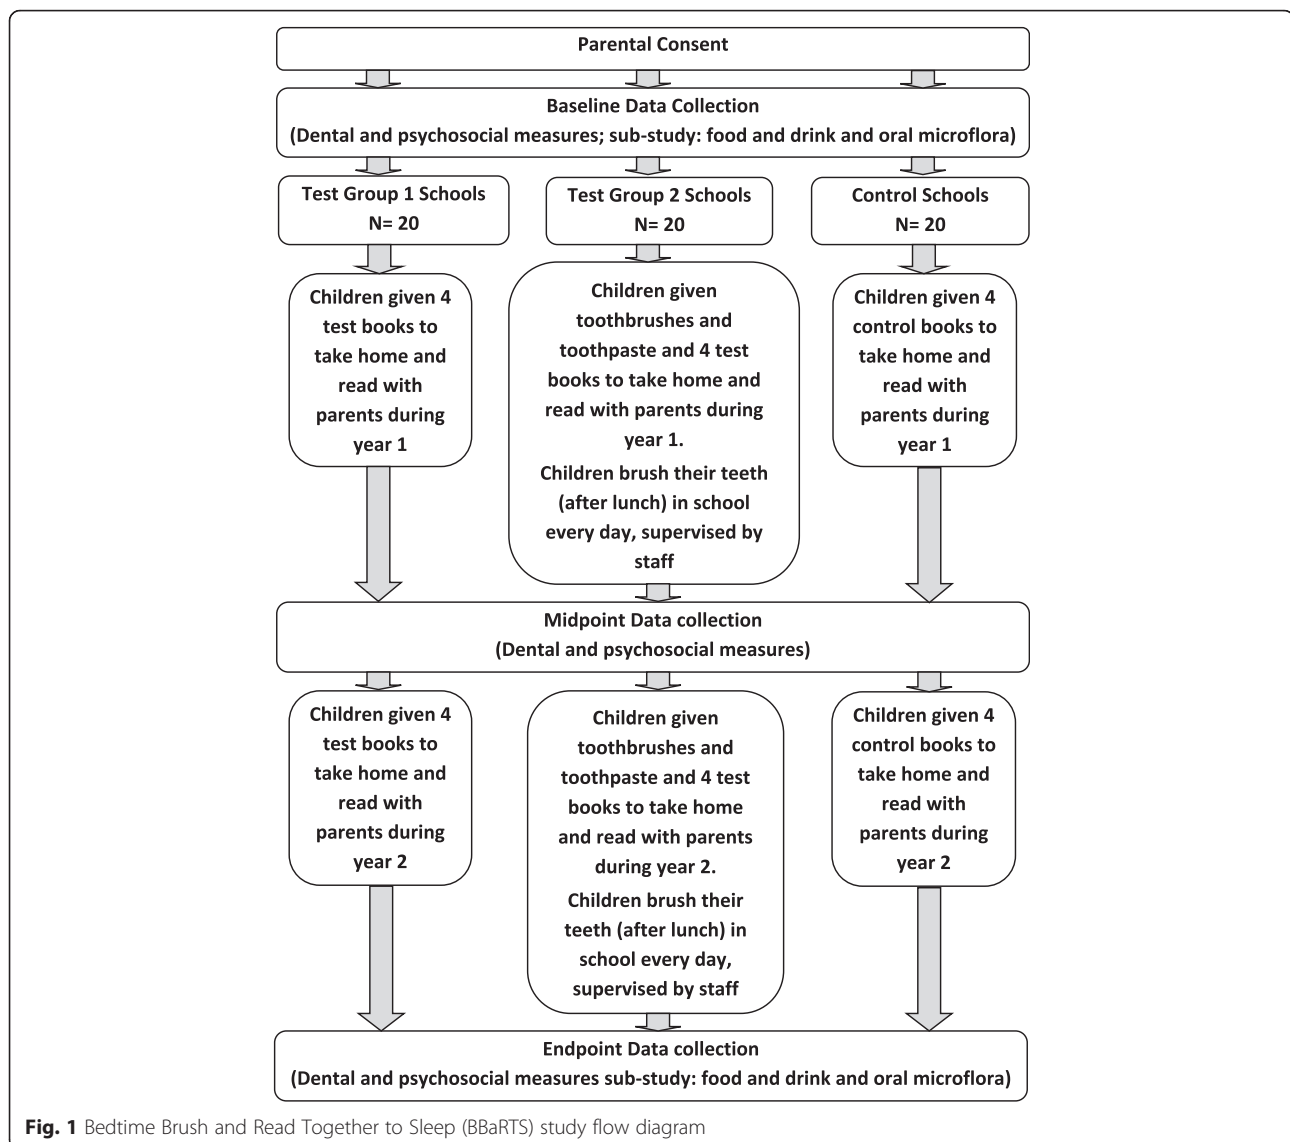 Parental Consent
Baseline Data Collection
(Dental and psychosocial measures; sub-study: food and drink and oral microflora)
Test Group 1 Schools
N= 20
Test Group 2 Schools
N= 20
Control Schools
N= 20
Children given 4
test books to
take home and
read with
parents during
year 1
Children given
toothbrushes and
toothpaste and 4 test
books to take home and
read with parents during
year 1.
Children brush their teeth
(after lunch) in school
every day, supervised by
staff
Children given 4
control books to
take home and
read with
parents during
year 1
Midpoint Data collection
(Dental and psychosocial measures)
Children given 4
test books to
take home and
read with
parents during
year 2
Children given
toothbrushes and
toothpaste and 4 test
books to take home
and read with parents
during year 2.
Children brush their
teeth (after lunch) in
school every day,
supervised by staff
Children given 4
control books to
take home and
read with
parents during
year 2
Endpoint Data collection
(Dental and psychosocial measures sub-study: food and drink and oral microflora)
Fig. 1 Bedtime Brush and Read Together to Sleep (BBaRTS) study flow diagram